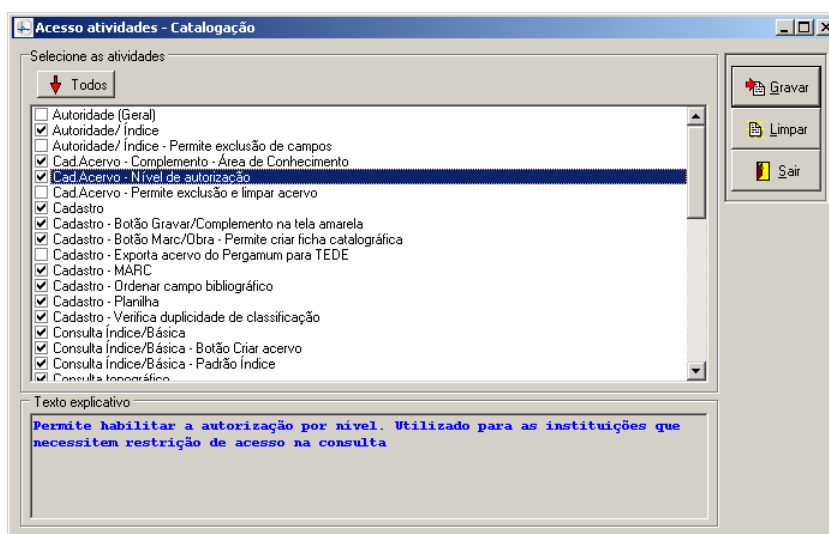 Acesso atividades - Catalogação
Selecione as atividades
Todos
Autoridade (Geral)
Autoridade/ Índice
Autoridade/ Índice - Permite exclusão de campos
Cad.Acervo - Complemento - Área de Conhecimento
Cad.Acervo - Nível de autorização
Cad.Acervo - Permite exclusão e limpar acervo
Cadastro
Cadastro - Botão Gravar/Complemento na tela amarela
Cadastro - Botão Marc/Obra - Permite criar ficha catalográfica
Cadastro - Exporta acervo do Pergamum para TEDE
Cadastro - MARC
Cadastro - Ordenar campo bibliográfico
Cadastro - Planilha
Cadastro - Verifica duplicidade de classificação
Consulta Índice/Básica
Consulta Índice/Básica - Botão Criar acervo
Consulta Índice/Básica - Padrão Índice
Consulta topográfico
Gravar
Limpar
Sair
Texto explicativo
Permite habilitar a autorização por nível. Utilizado para as instituições que
necessitem restrição de acesso na consulta